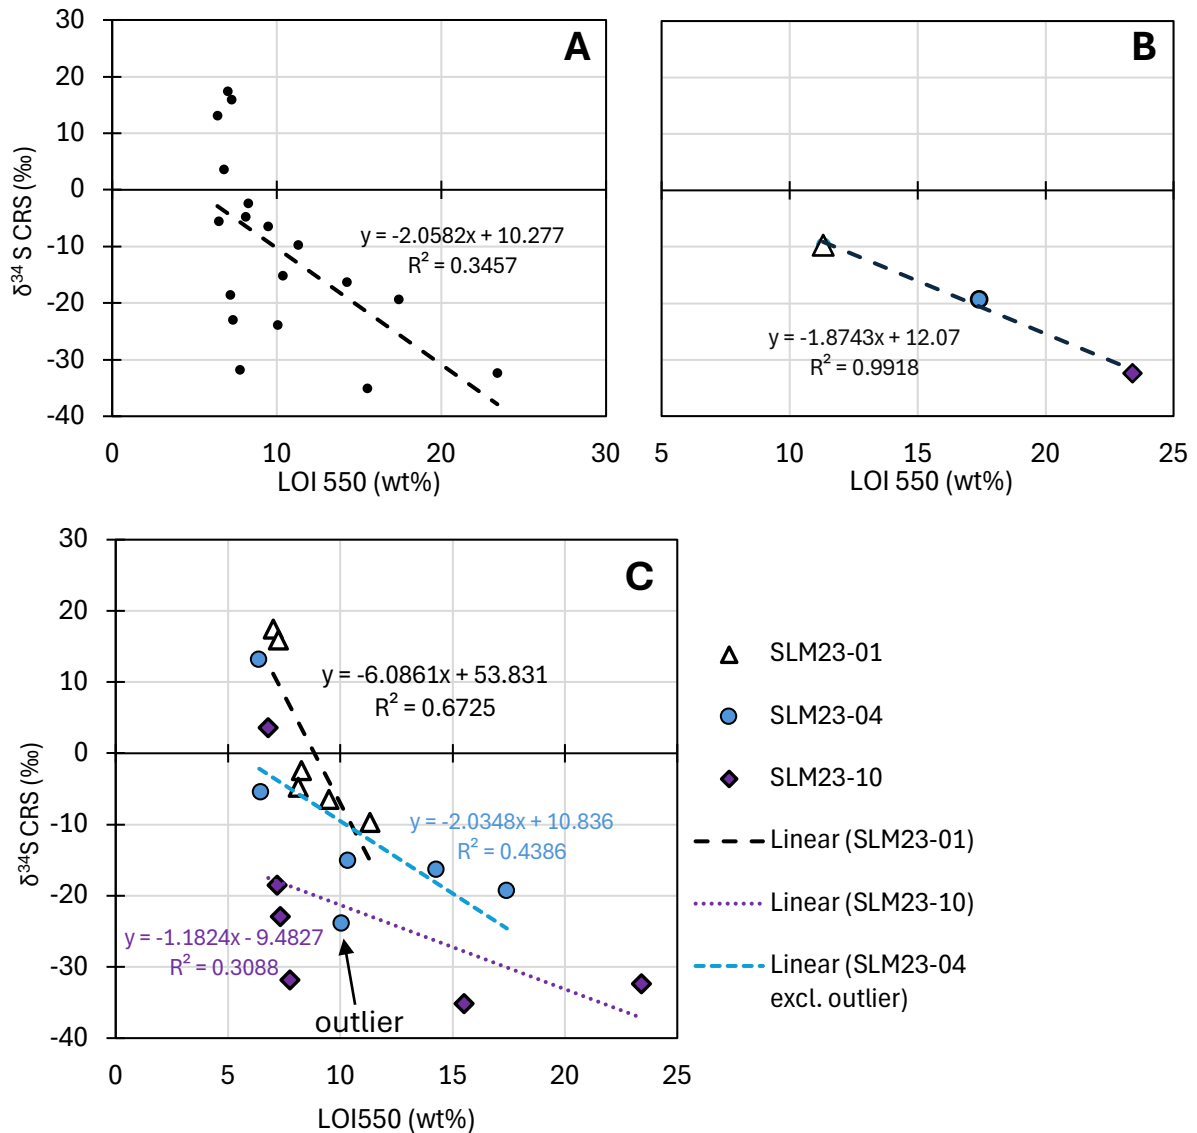 A
30
20
10
0
-10
-20
-30
-40
δ³⁴ S CRS (‰)
y = -2.0582x + 10.277
R² = 0.3457
0 10 20 30
LOI 550 (wt%)
B
y = -1.8743x + 12.07
R² = 0.9918
5 10 15 20 25
LOI 550 (wt%)
C
30
20
10
0
-10
-20
-30
-40
δ³⁴S CRS (‰)
y = -6.0861x + 53.831
R² = 0.6725
y = -2.0348x + 10.836
R² = 0.4386
y = -1.1824x - 9.4827
R² = 0.3088
outlier
0 5 10 15 20 25
LOI550 (wt%)
SLM23-01
SLM23-04
SLM23-10
Linear (SLM23-01)
Linear (SLM23-10)
Linear (SLM23-04
excl. outlier)